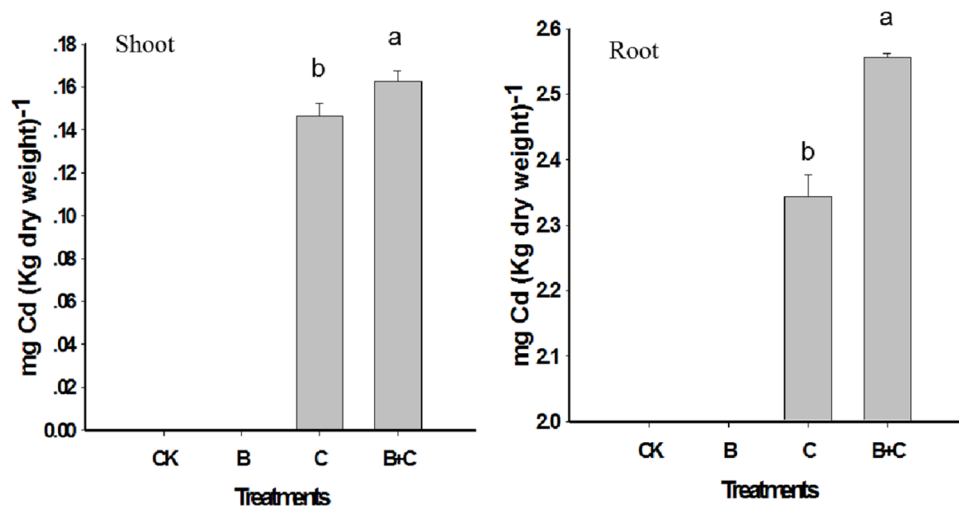 Shoot
mg Cd (Kg dry weight)-1
.18
.16
.14
.12
.10
.08
.06
.04
.02
0.00
b
a
CK B C B+C
Treatments
Root
mg Cd (Kg dry weight)-1
2.6
2.5
2.4
2.3
2.2
2.1
2.0
b
a
CK B C B+C
Treatments